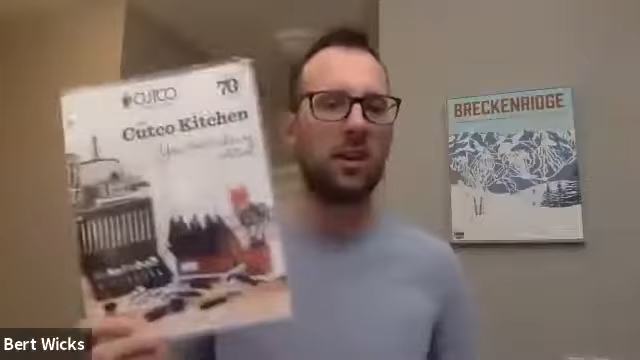 CUTCO
70
Cutco Kitchen
BRECKENRIDGE
Bert Wicks